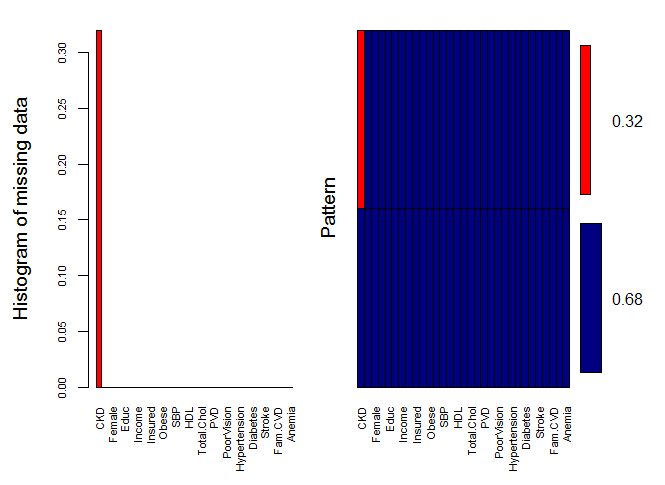 Histogram of missing data
0.30
0.25
0.20
0.15
0.10
0.05
0.00
CKD
Female
Educ
Income
Insured
Obese
SBP
HDL
Total.Chol
PVD
PoorVision
Hypertension
Diabetes
Stroke
Fam.CVD
Anemia
Pattern
CKD
Female
Educ
Income
Insured
Obese
SBP
HDL
Total.Chol
PVD
PoorVision
Hypertension
Diabetes
Stroke
Fam.CVD
Anemia
0.32
0.68